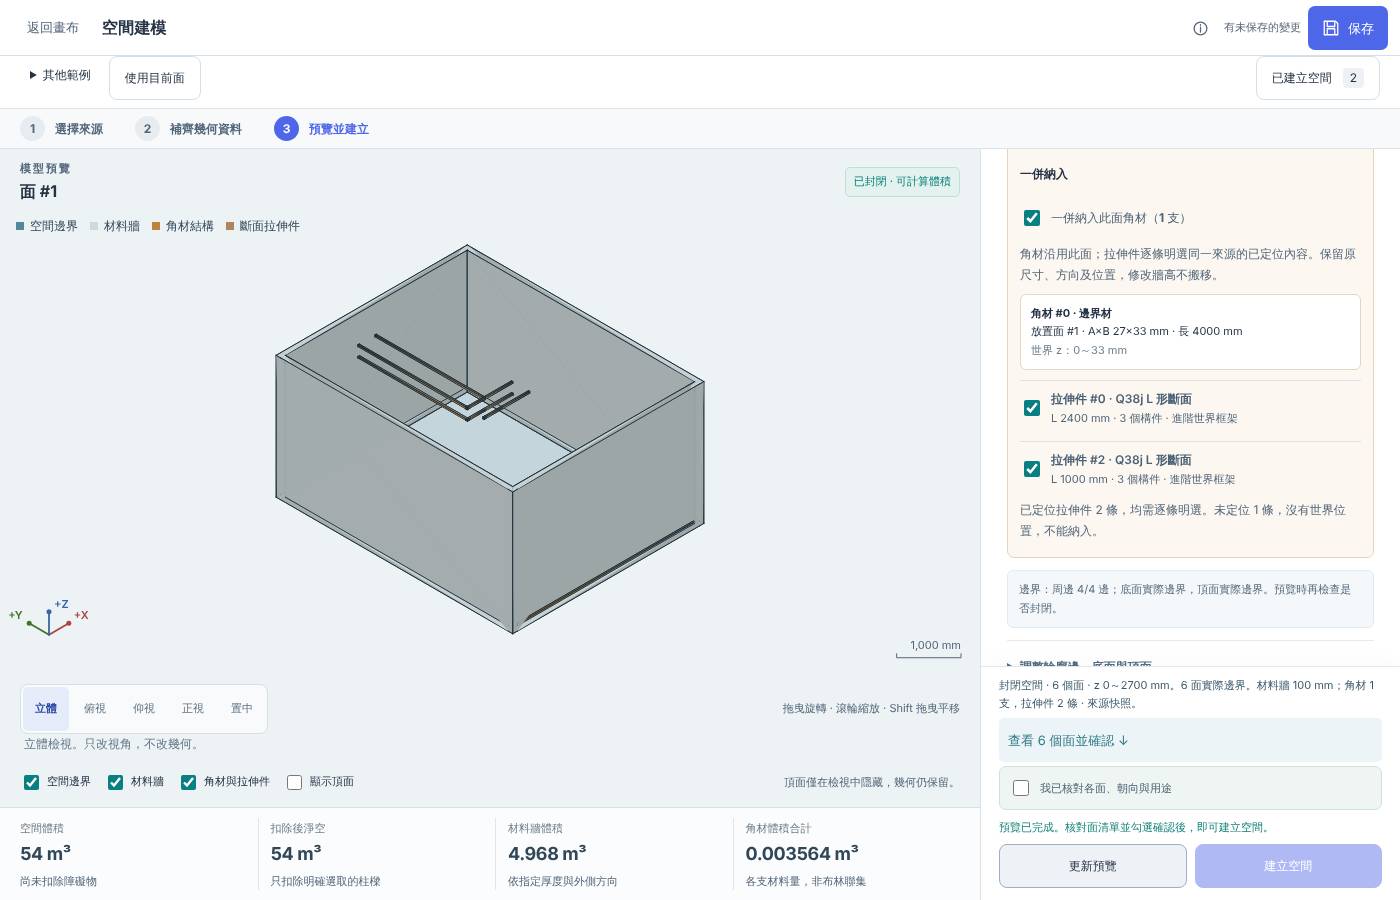 返回畫布
空間建模
有未保存的變更
保存
其他範例
使用目前面
已建立空間 2
1 選擇來源
2 補齊幾何資料
3 預覽並建立
模型預覽
面 #1
已封閉 · 可計算體積
空間邊界
材料牆
角材結構
斷面拉伸件
+Z
+Y
+X
1,000 mm
立體
俯視
仰視
正視
置中
拖曳旋轉 · 滾輪縮放 · Shift 拖曳平移
立體檢視。只改視角，不改幾何。
空間邊界
材料牆
角材與拉伸件
顯示頂面
頂面僅在檢視中隱藏，幾何仍保留。
空間體積
54 m³
尚未扣除障礙物
扣除後淨空
54 m³
只扣除明確選取的柱樑
材料牆體積
4.968 m³
依指定厚度與外側方向
角材體積合計
0.003564 m³
各支材料量，非布林聯集
一併納入
一併納入此面角材（1 支）
角材沿用此面；拉伸件逐條明選同一來源的已定位內容。保留原
尺寸、方向及位置，修改牆高不搬移。
角材 #0 · 邊界材
放置面 #1 · A×B 27×33 mm · 長 4000 mm
世界 z：0～33 mm
拉伸件 #0 · Q38j L 形斷面
L 2400 mm · 3 個構件 · 進階世界框架
拉伸件 #2 · Q38j L 形斷面
L 1000 mm · 3 個構件 · 進階世界框架
已定位拉伸件 2 條，均需逐條明選。未定位 1 條，沒有世界位
置，不能納入。
邊界：周邊 4/4 邊；底面實際邊界，頂面實際邊界。預覽時再檢查是
否封閉。
調整輪廓邊、底面與頂面
封閉空間 · 6 個面 · z 0～2700 mm。6 面實際邊界。材料牆 100 mm；角材 1
支，拉伸件 2 條 · 來源快照。
查看 6 個面並確認 ↓
我已核對各面、朝向與用途
預覽已完成。核對面清單並勾選確認後，即可建立空間。
更新預覽
建立空間